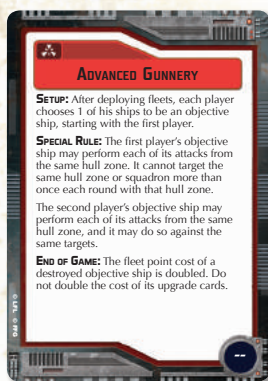 ADVANCED GUNNERY
SETUP: After deploying fleets, each player
chooses 1 of his ships to be an objective
ship, starting with the first player.
SPECIAL RULE: The first player's objective
ship may perform each of its attacks from
the same hull zone. It cannot target the
same hull zone or squadron more than
once each round with that hull zone.
The second player's objective ship may
perform each of its attacks from the same
hull zone, and it may do so against the
same targets.
END OF GAME: The fleet point cost of a
destroyed objective ship is doubled. Do
not double the cost of its upgrade cards.
© LFL © FFG
--